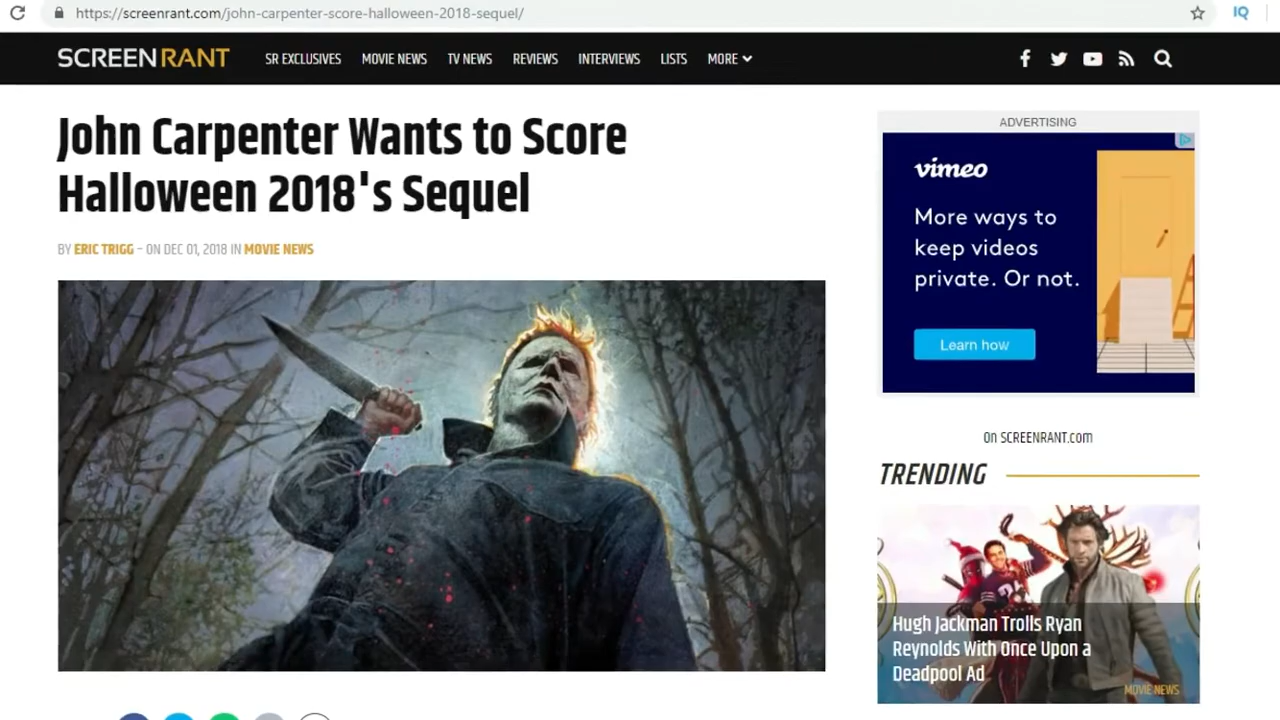 https://screenrant.com/john-carpenter-score-halloween-2018-sequel/
IQ
SCREENRANT
SR EXCLUSIVES MOVIE NEWS TV NEWS REVIEWS INTERVIEWS LISTS MORE
John Carpenter Wants to Score
Halloween 2018's Sequel
BY ERIC TRIGG – ON DEC 01, 2018 IN MOVIE NEWS
ADVERTISING
vimeo
More ways to
keep videos
private. Or not.
Learn how
On SCREENRANT.com
TRENDING
Hugh Jackman Trolls Ryan
Reynolds With Once Upon a
Deadpool Ad
MOVIE NEWS